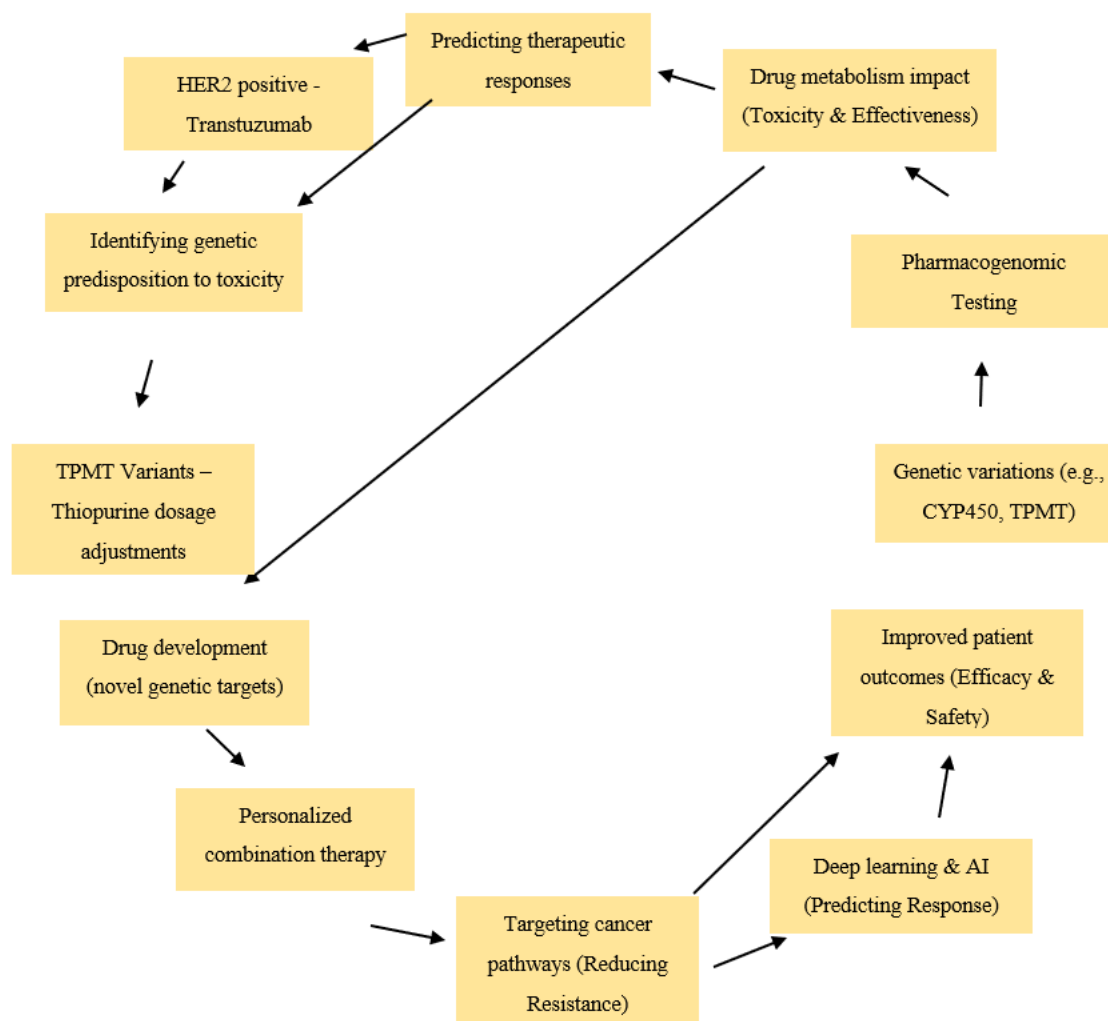 Predicting therapeutic
responses
HER2 positive -
Transtuzumab
Drug metabolism impact
(Toxicity & Effectiveness)
Identifying genetic
predisposition to toxicity
Pharmacogenomic
Testing
TPMT Variants –
Thiopurine dosage
adjustments
Genetic variations (e.g.,
CYP450, TPMT)
Drug development
(novel genetic targets)
Improved patient
outcomes (Efficacy &
Safety)
Personalized
combination therapy
Deep learning & AI
(Predicting Response)
Targeting cancer
pathways (Reducing
Resistance)